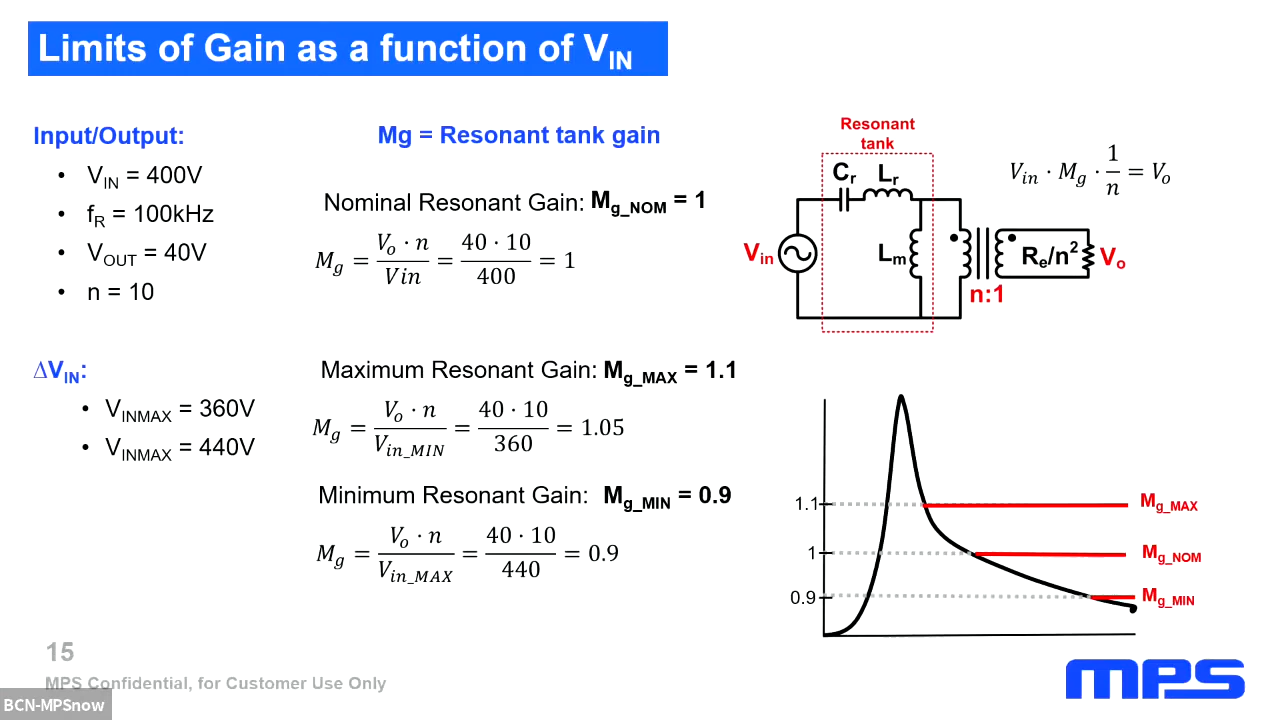 Limits of Gain as a function of V_IN
Input/Output:
• V_IN = 400V
• f_R = 100kHz
• V_OUT = 40V
• n = 10
ΔV_IN:
• V_INMAX = 360V
• V_INMAX = 440V
Mg = Resonant tank gain
Nominal Resonant Gain: M_g_NOM = 1
M_g = (V_o · n)/(Vin) = (40 · 10)/(400) = 1
Maximum Resonant Gain: M_g_MAX = 1.1
M_g = (V_o · n)/(V_in_MIN) = (40 · 10)/(360) = 1.05
Minimum Resonant Gain: M_g_MIN = 0.9
M_g = (V_o · n)/(V_in_MAX) = (40 · 10)/(440) = 0.9
Resonant
tank
C_r L_r
V_in · M_g · 1/n = V_o
V_in
L_m
R_e/n²
V_o
n:1
1.1
M_g_MAX
1
M_g_NOM
0.9
M_g_MIN
15
MPS Confidential, for Customer Use Only
BCN-MPSnow
mPS